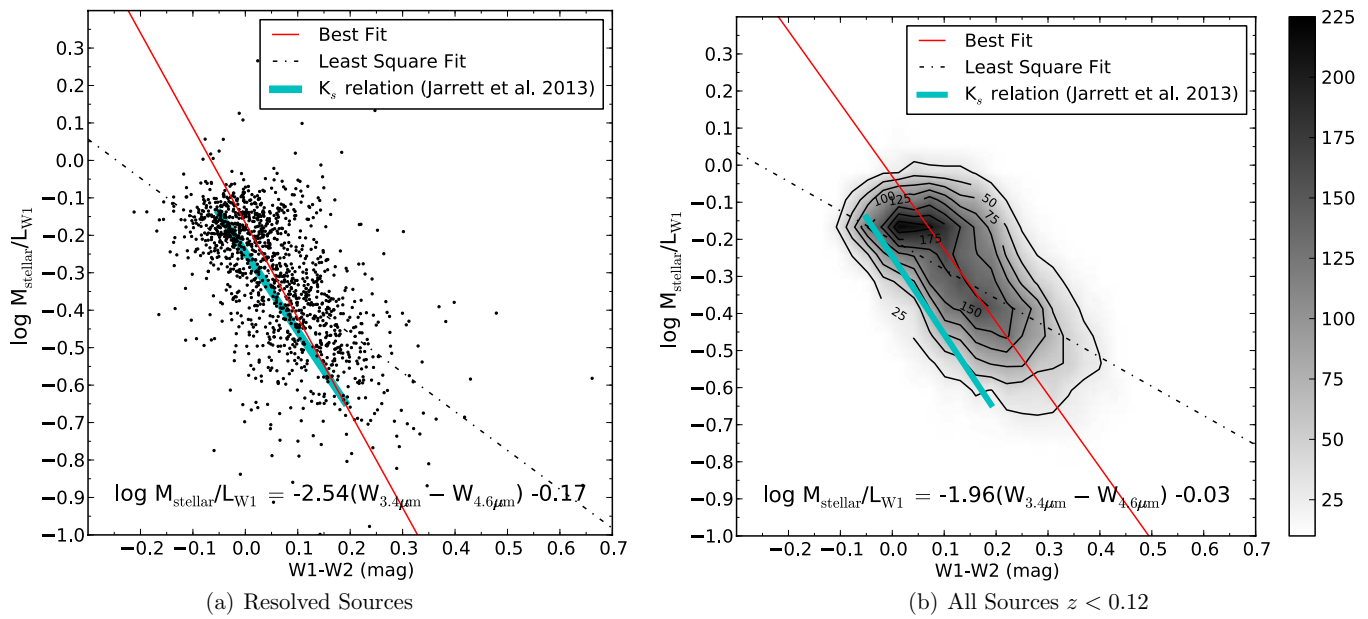 Best Fit
Least Square Fit
Kₛ relation (Jarrett et al. 2013)
0.3
0.2
0.1
0.0
−0.1
−0.2
−0.3
−0.4
−0.5
−0.6
−0.7
−0.8
−0.9
−1.0
log M_stellar/L_W1
log M_stellar/L_W1 = -2.54(W_3.4μm − W_4.6μm) -0.17
−0.2 −0.1 0.0 0.1 0.2 0.3 0.4 0.5 0.6 0.7
W1-W2 (mag)
(a) Resolved Sources
Best Fit
Least Square Fit
Kₛ relation (Jarrett et al. 2013)
0.3
0.2
0.1
0.0
−0.1
−0.2
−0.3
−0.4
−0.5
−0.6
−0.7
−0.8
−0.9
−1.0
log M_stellar/L_W1
100
125
50
75
175
150
25
log M_stellar/L_W1 = -1.96(W_3.4μm − W_4.6μm) -0.03
−0.2 −0.1 0.0 0.1 0.2 0.3 0.4 0.5 0.6 0.7
W1-W2 (mag)
(b) All Sources z < 0.12
225
200
175
150
125
100
75
50
25